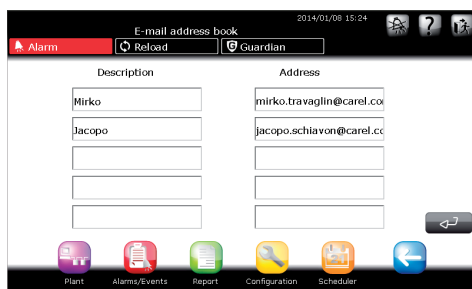 2014/01/08 15:24
E-mail address book
Alarm Reload Guardian
Description Address
Mirko mirko.travaglin@carel.co
Jacopo jacopo.schiavon@carel.cc
Plant Alarms/Events Report Configuration Scheduler